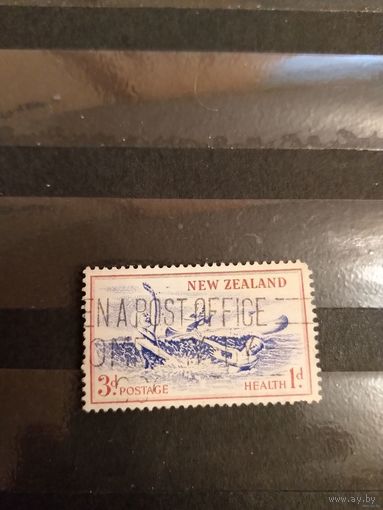 NEW ZEALAND
N A POST OFFICE
3d POSTAGE HEALTH 1d
www.ay.by